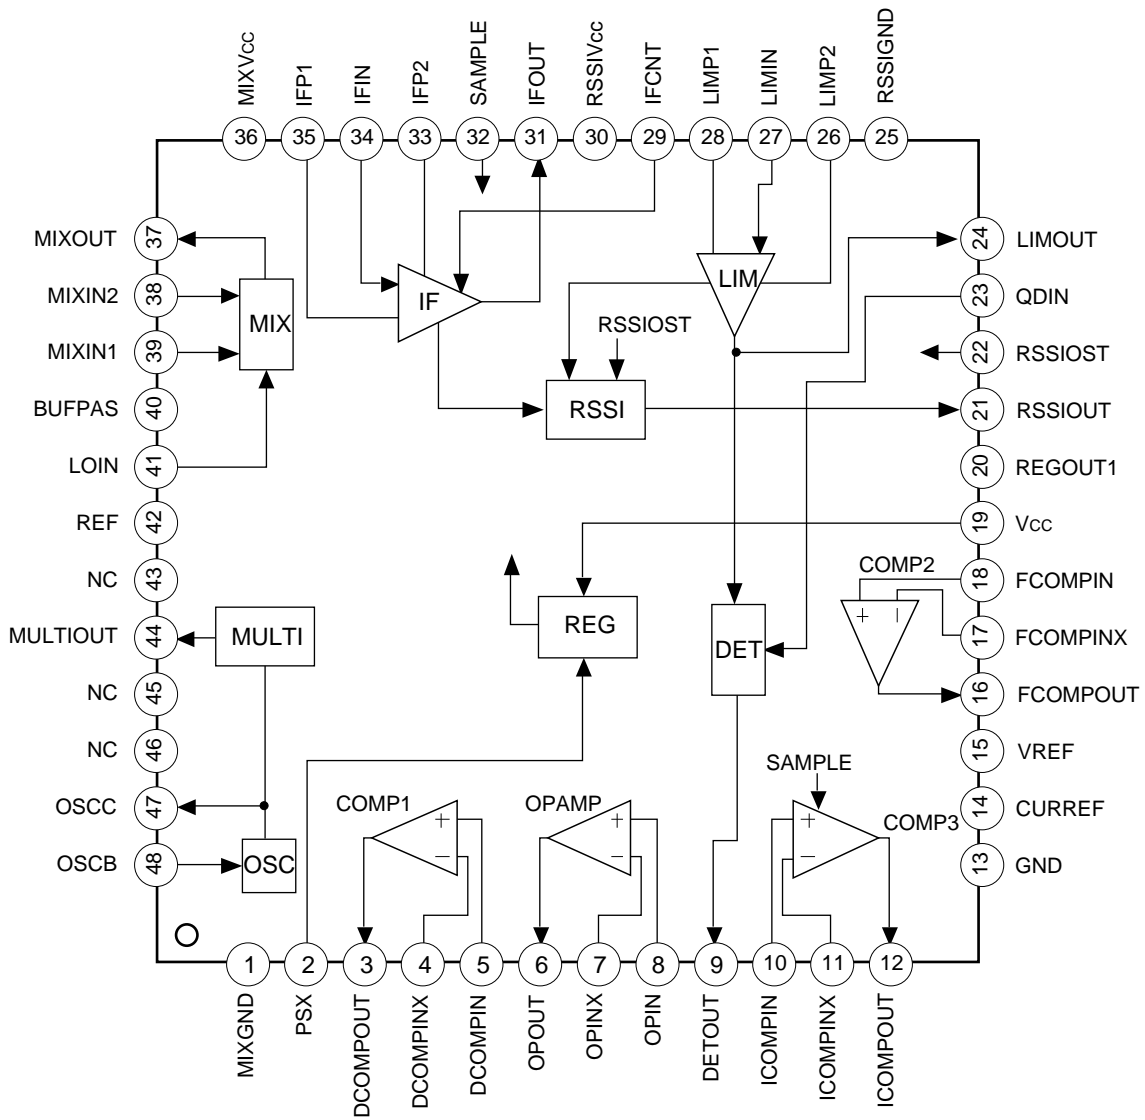 MIXVCC
IFP1
IFIN
IFP2
SAMPLE
IFOUT
RSSIVCC
IFCNT
LIMP1
LIMIN
LIMP2
RSSIGND
36
35
34
33
32
31
30
29
28
27
26
25
MIXOUT
37
MIXIN2
38
MIXIN1
39
BUFPAS
40
LOIN
41
REF
42
NC
43
MULTIOUT
44
NC
45
NC
46
OSCC
47
OSCB
48
MIX
IF
LIM
RSSIOST
RSSI
REG
MULTI
DET
COMP2
+
−
OSC
COMP1
+
−
OPAMP
+
−
SAMPLE
COMP3
+
−
24
LIMOUT
23
QDIN
22
RSSIOST
21
RSSIOUT
20
REGOUT1
19
VCC
18
FCOMPIN
17
FCOMPINX
16
FCOMPOUT
15
VREF
14
CURREF
13
GND
1
2
3
4
5
6
7
8
9
10
11
12
MIXGND
PSX
DCOMPOUT
DCOMPINX
DCOMPIN
OPOUT
OPINX
OPIN
DETOUT
ICOMPIN
ICOMPINX
ICOMPOUT